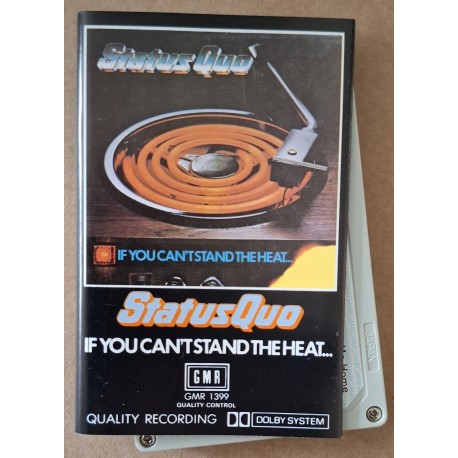 Status Quo
IF YOU CAN'T STAND THE HEAT...
Status Quo
IF YOU CAN'T STAND THE HEAT...
GMR
GMR 1399
QUALITY CONTROL
QUALITY RECORDING DOLBY SYSTEM